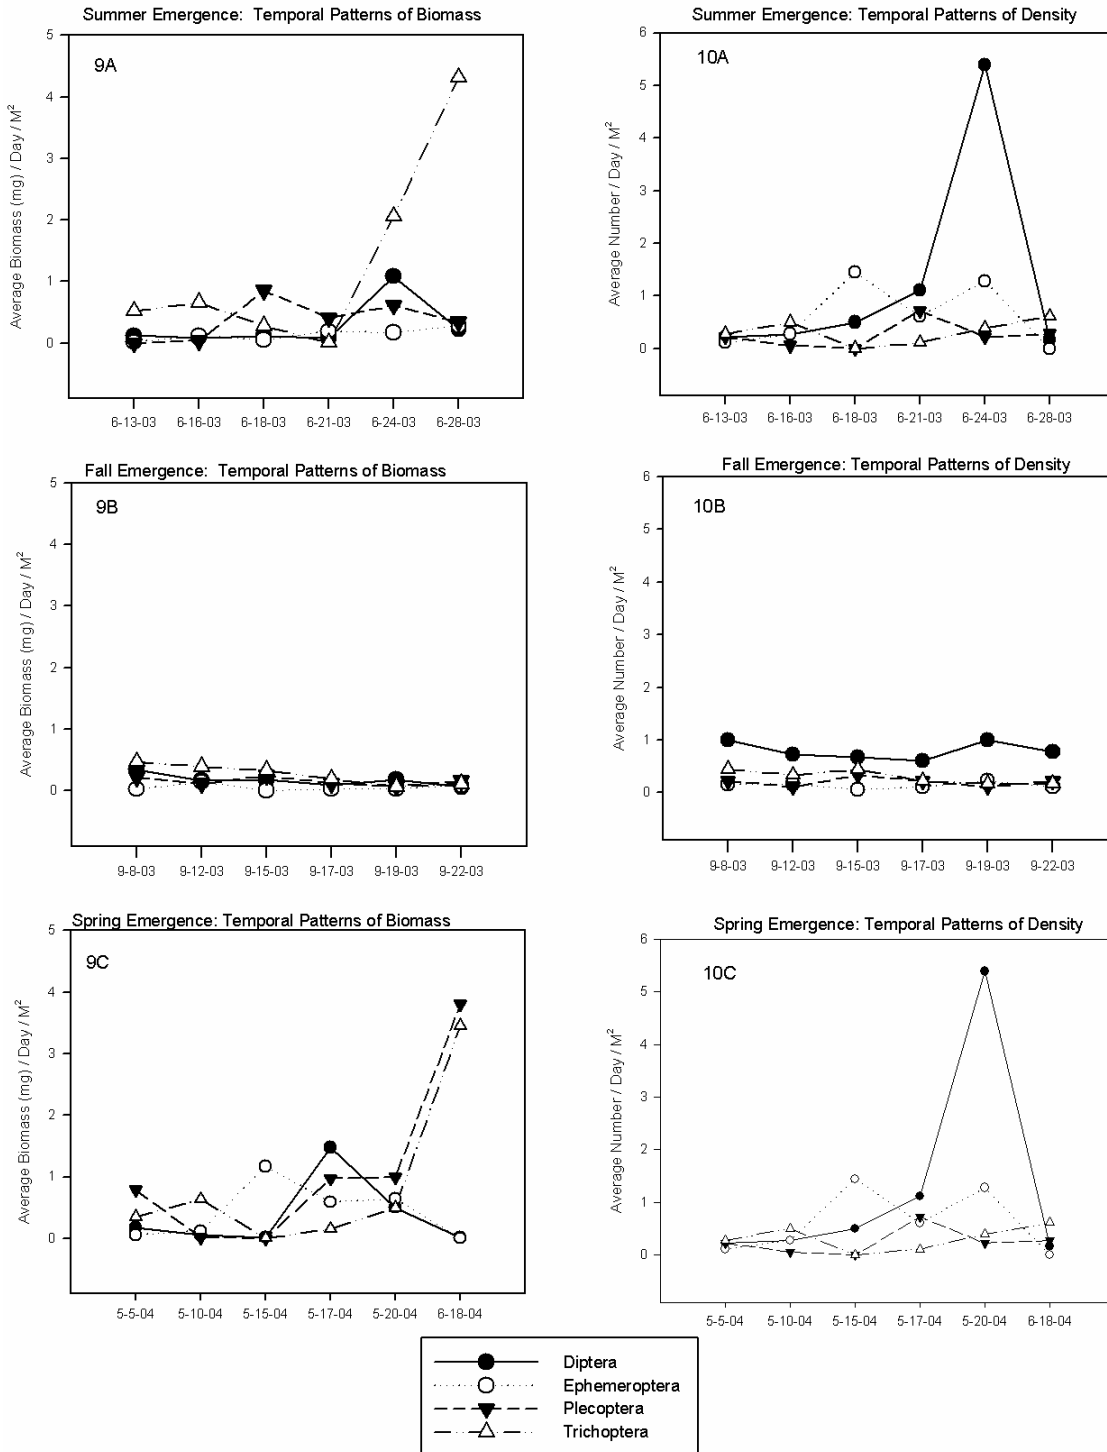 Summer Emergence: Temporal Patterns of Biomass
9A
Average Biomass (mg) / Day / M²
5
4
3
2
1
0
6-13-03 6-16-03 6-18-03 6-21-03 6-24-03 6-28-03
Summer Emergence: Temporal Patterns of Density
10A
Average Number / Day / M²
6
5
4
3
2
1
0
6-13-03 6-16-03 6-18-03 6-21-03 6-24-03 6-28-03
Fall Emergence: Temporal Patterns of Biomass
9B
Average Biomass (mg) / Day / M²
5
4
3
2
1
0
9-8-03 9-12-03 9-15-03 9-17-03 9-19-03 9-22-03
Fall Emergence: Temporal Patterns of Density
10B
Average Number / Day / M²
6
5
4
3
2
1
0
9-8-03 9-12-03 9-15-03 9-17-03 9-19-03 9-22-03
Spring Emergence: Temporal Patterns of Biomass
9C
Average Biomass (mg) / Day / M²
5
4
3
2
1
0
5-5-04 5-10-04 5-15-04 5-17-04 5-20-04 6-18-04
Spring Emergence: Temporal Patterns of Density
10C
Average Number / Day / M²
6
5
4
3
2
1
0
5-5-04 5-10-04 5-15-04 5-17-04 5-20-04 6-18-04
Diptera
Ephemeroptera
Plecoptera
Trichoptera